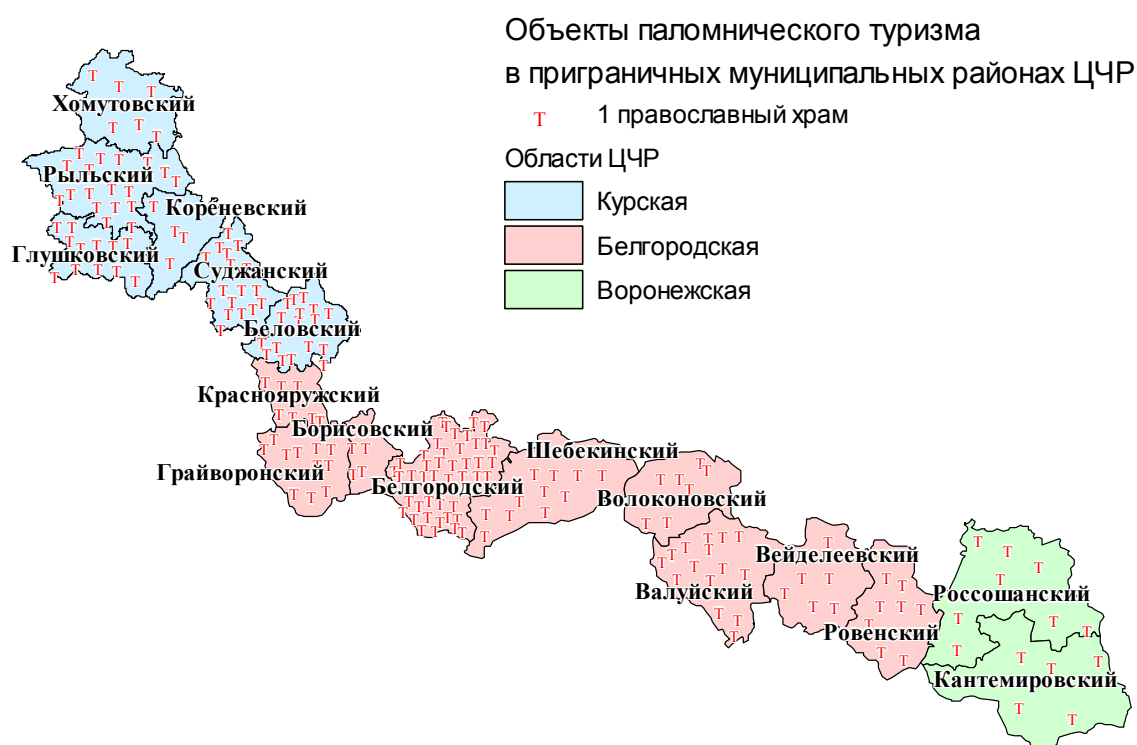 Объекты паломнического туризма
в приграничных муниципальных районах ЦЧР
Т 1 православный храм
Области ЦЧР
Курская
Белгородская
Воронежская
Хомутовский
Рыльский
Кореневский
Глушковский
Суджанский
Беловский
Краснояружский
Борисовский
Грайворонский
Белгородский
Шебекинский
Волоконовский
Валуйский
Вейделеевский
Ровенский
Россошанский
Кантемировский